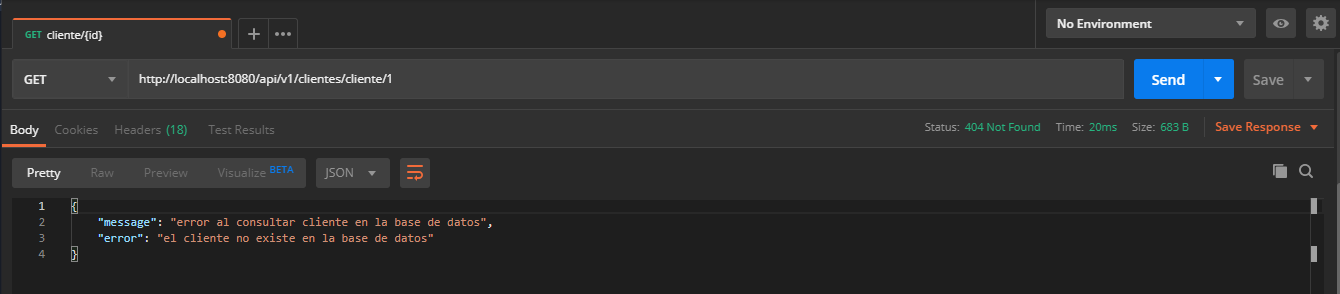 GET cliente/{id}
No Environment
GET http://localhost:8080/api/v1/clientes/cliente/1 Send Save
Body Cookies Headers (18) Test Results Status: 404 Not Found Time: 20ms Size: 683 B Save Response
Pretty Raw Preview Visualize BETA JSON
1 {
2 "message": "error al consultar cliente en la base de datos",
3 "error": "el cliente no existe en la base de datos"
4 }